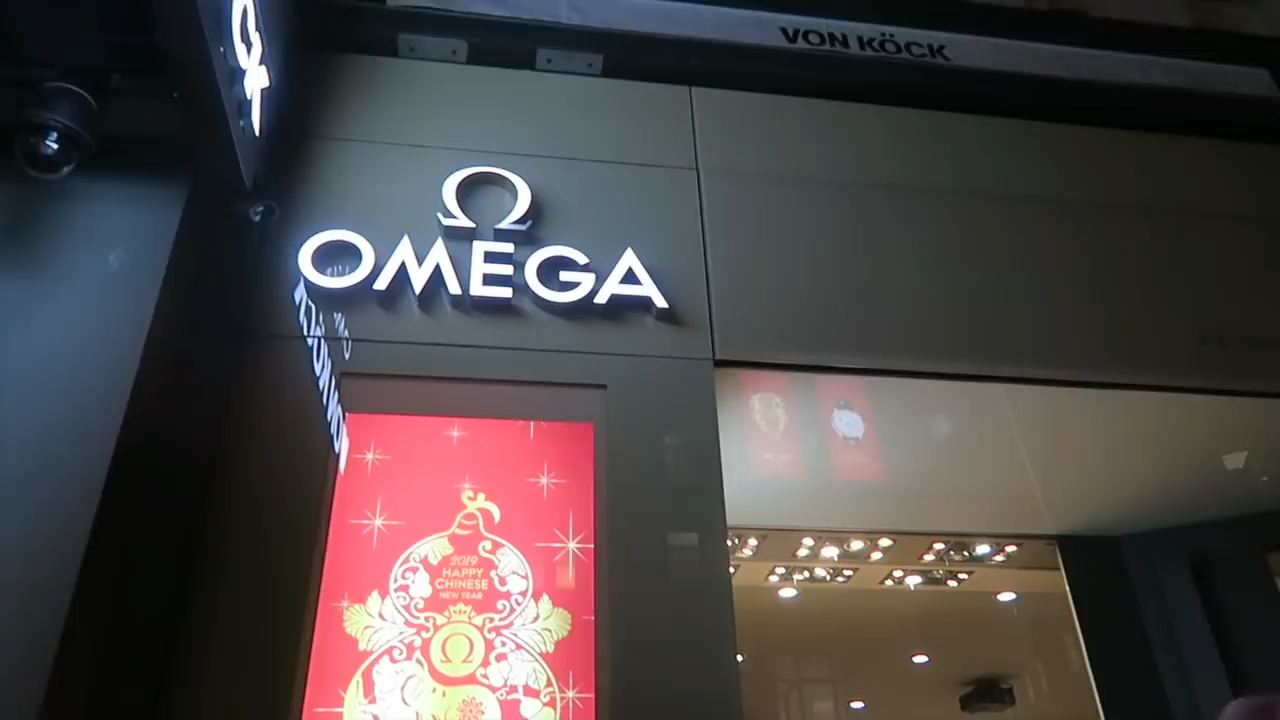 VON KÖCK
Ω
OMEGA
2019
HAPPY
CHINESE
NEW YEAR
Ω